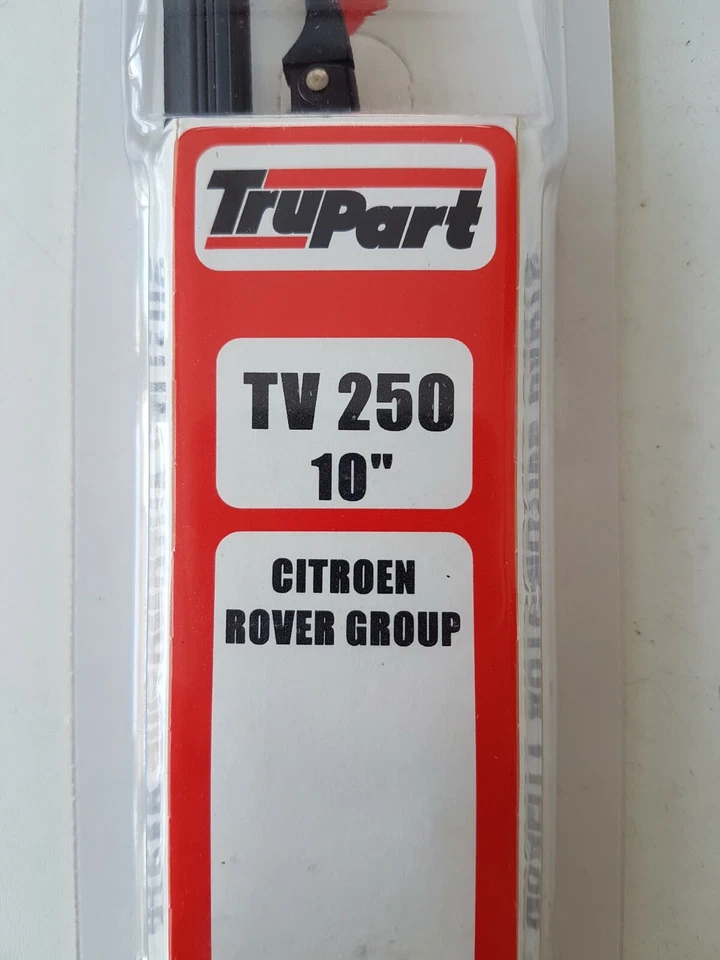 TruPart
TV 250
10"
CITROEN
ROVER GROUP